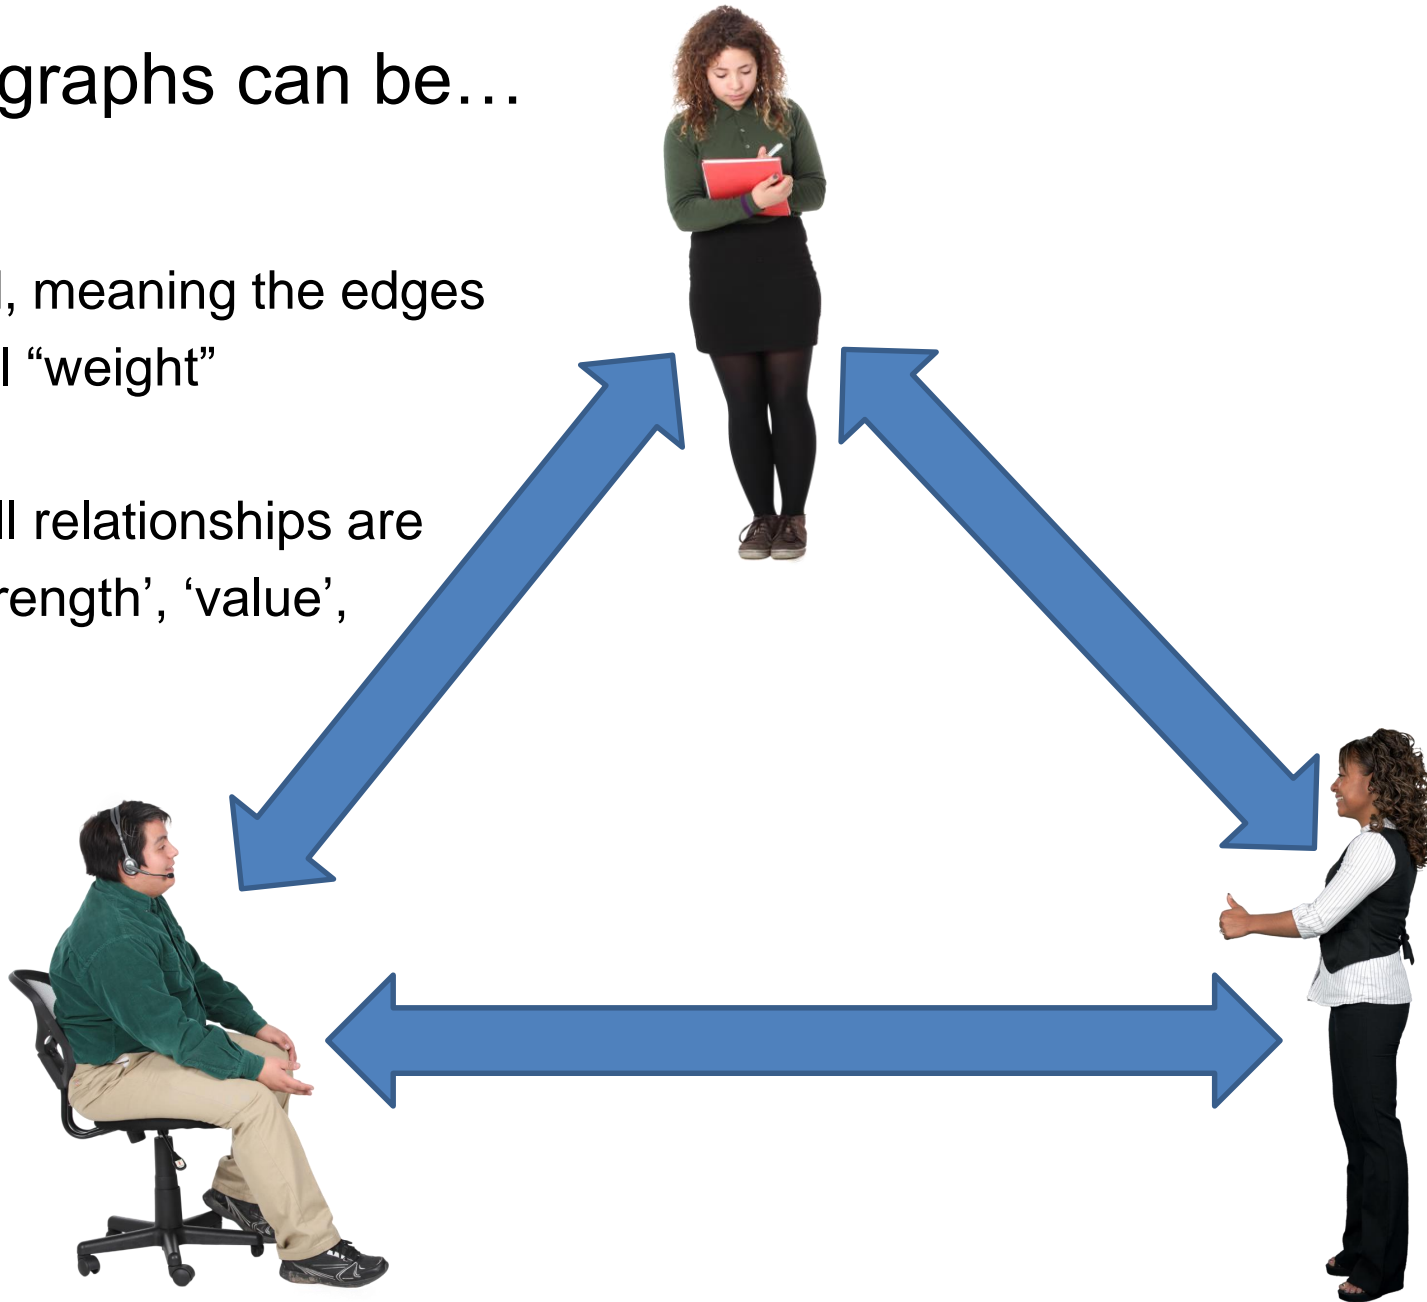 graphs can be…
, meaning the edges
l “weight”
ll relationships are
rength’, ‘value’,